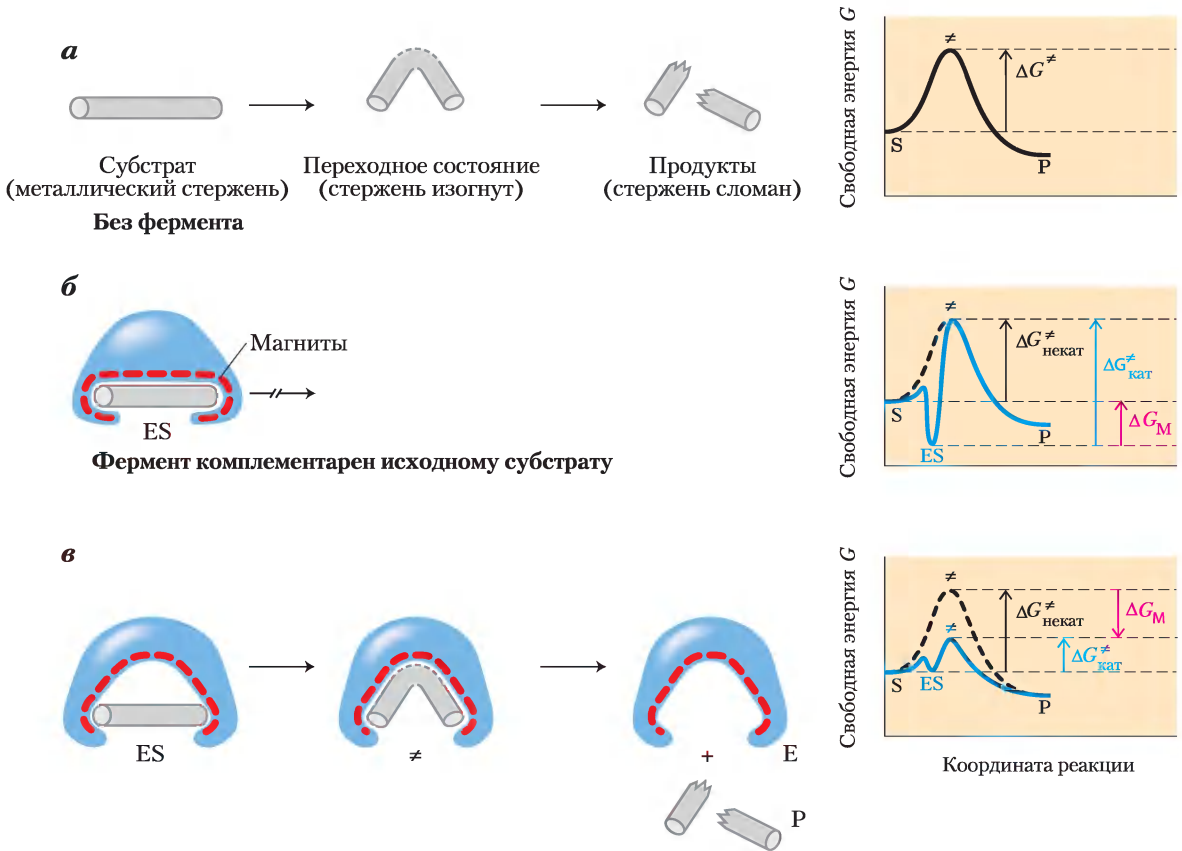 а
Субстрат
(металлический стержень)
Переходное состояние
(стержень изогнут)
Продукты
(стержень сломан)
Без фермента
Свободная энергия G
≠
ΔG≠
S
P
б
Магниты
ES
Фермент комплементарен исходному субстрату
Свободная энергия G
≠
ΔG≠некат
ΔG≠кат
ΔGМ
S
ES
P
в
ES
≠
+
E
P
Свободная энергия G
≠
≠
ΔG≠некат
ΔGМ
ΔG≠кат
S
ES
P
Координата реакции